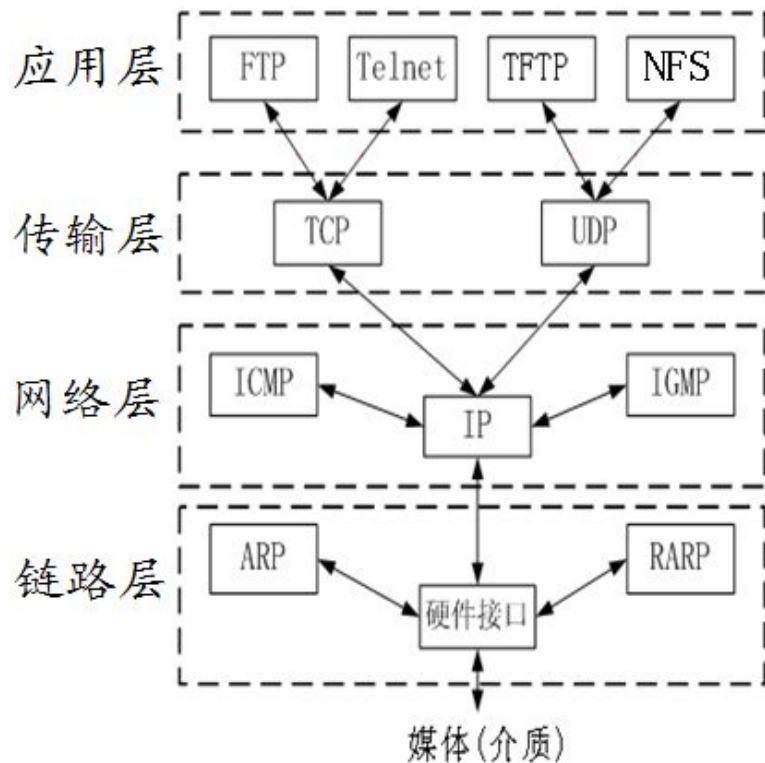 应用层
FTP Telnet TFTP NFS
传输层
TCP UDP
网络层
ICMP IGMP
IP
链路层
ARP RARP
硬件接口
媒体(介质)